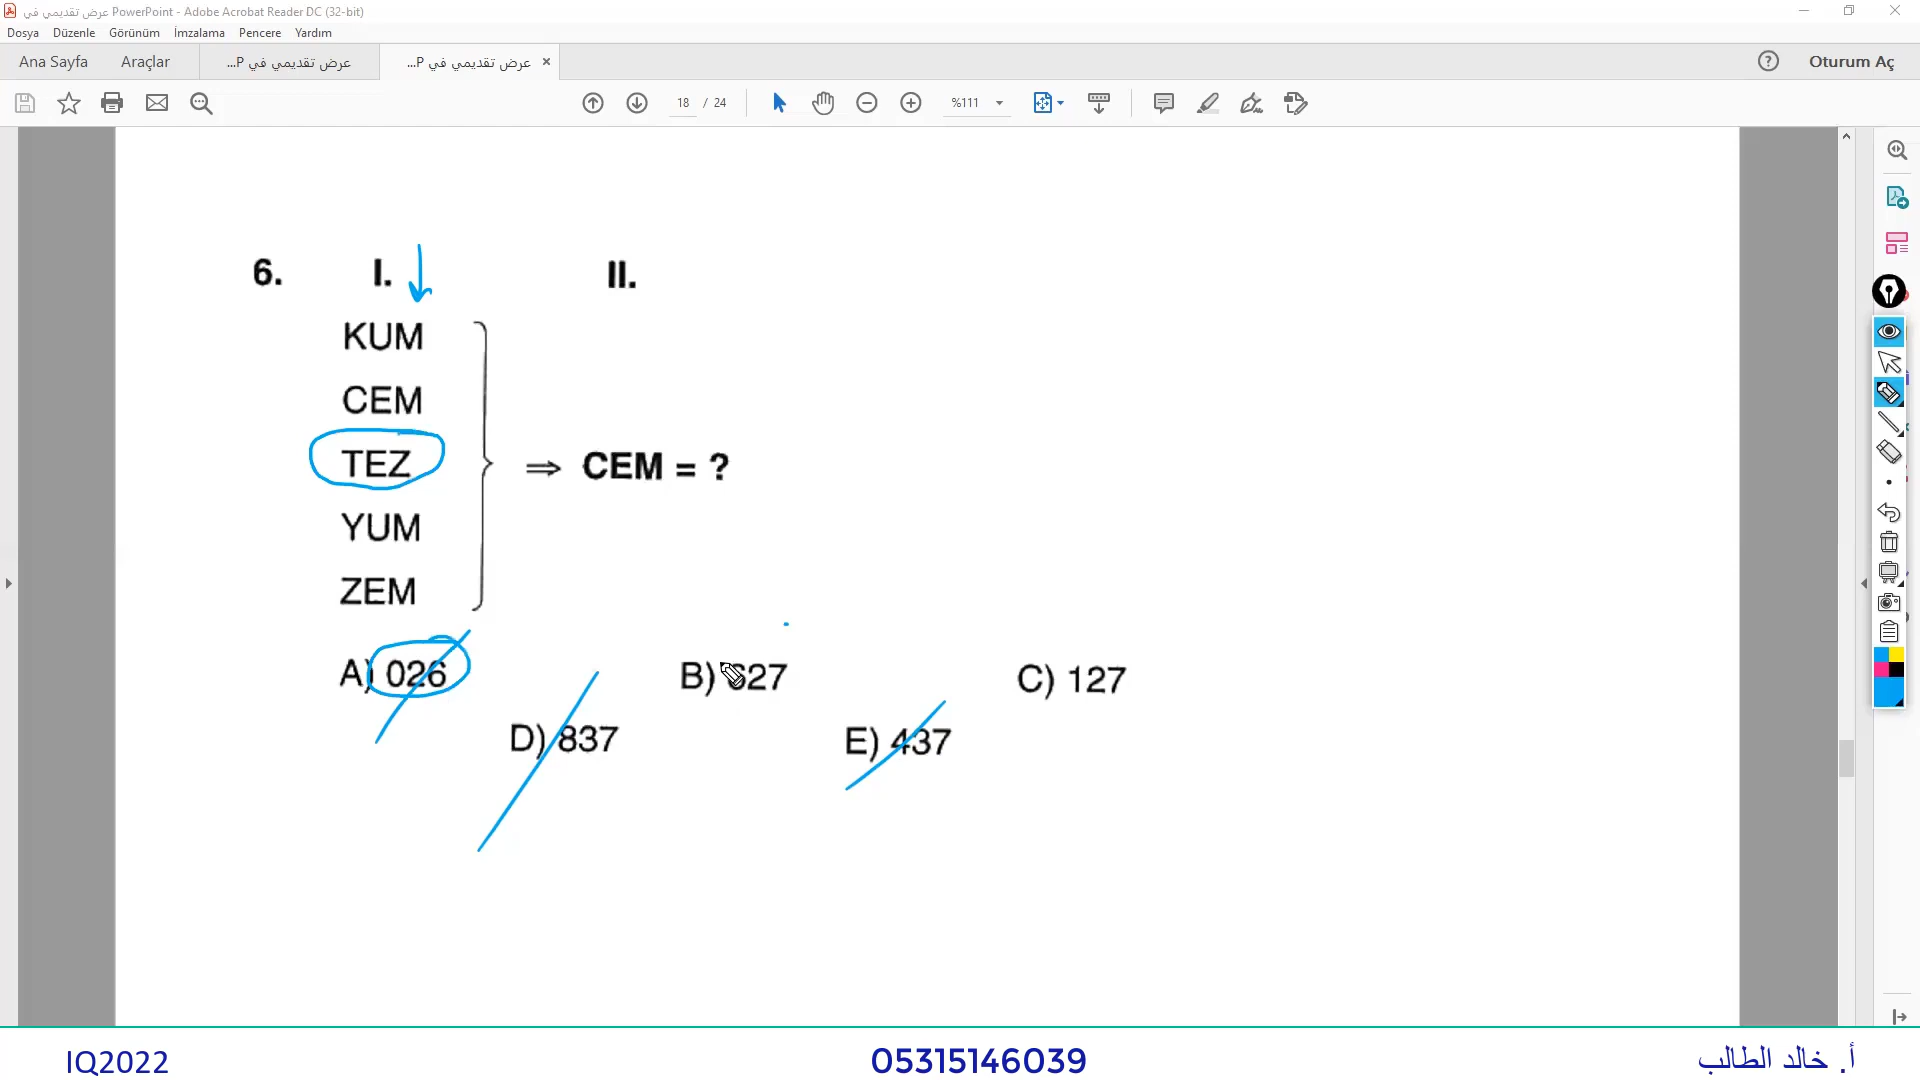 عرض تقديمي في PowerPoint - Adobe Acrobat Reader DC (32-bit)
Dosya Düzenle Görünüm İmzalama Pencere Yardım
Ana Sayfa Araçlar عرض تقديمي في P... عرض تقديمي في P... × ? Oturum Aç
18 / 24 %111
6. I. II.
KUM
CEM
TEZ ⇒ CEM = ?
YUM
ZEM
A) 026 B) 627 C) 127
D) 837 E) 437
IQ2022 05315146039 أ. خالد الطالب